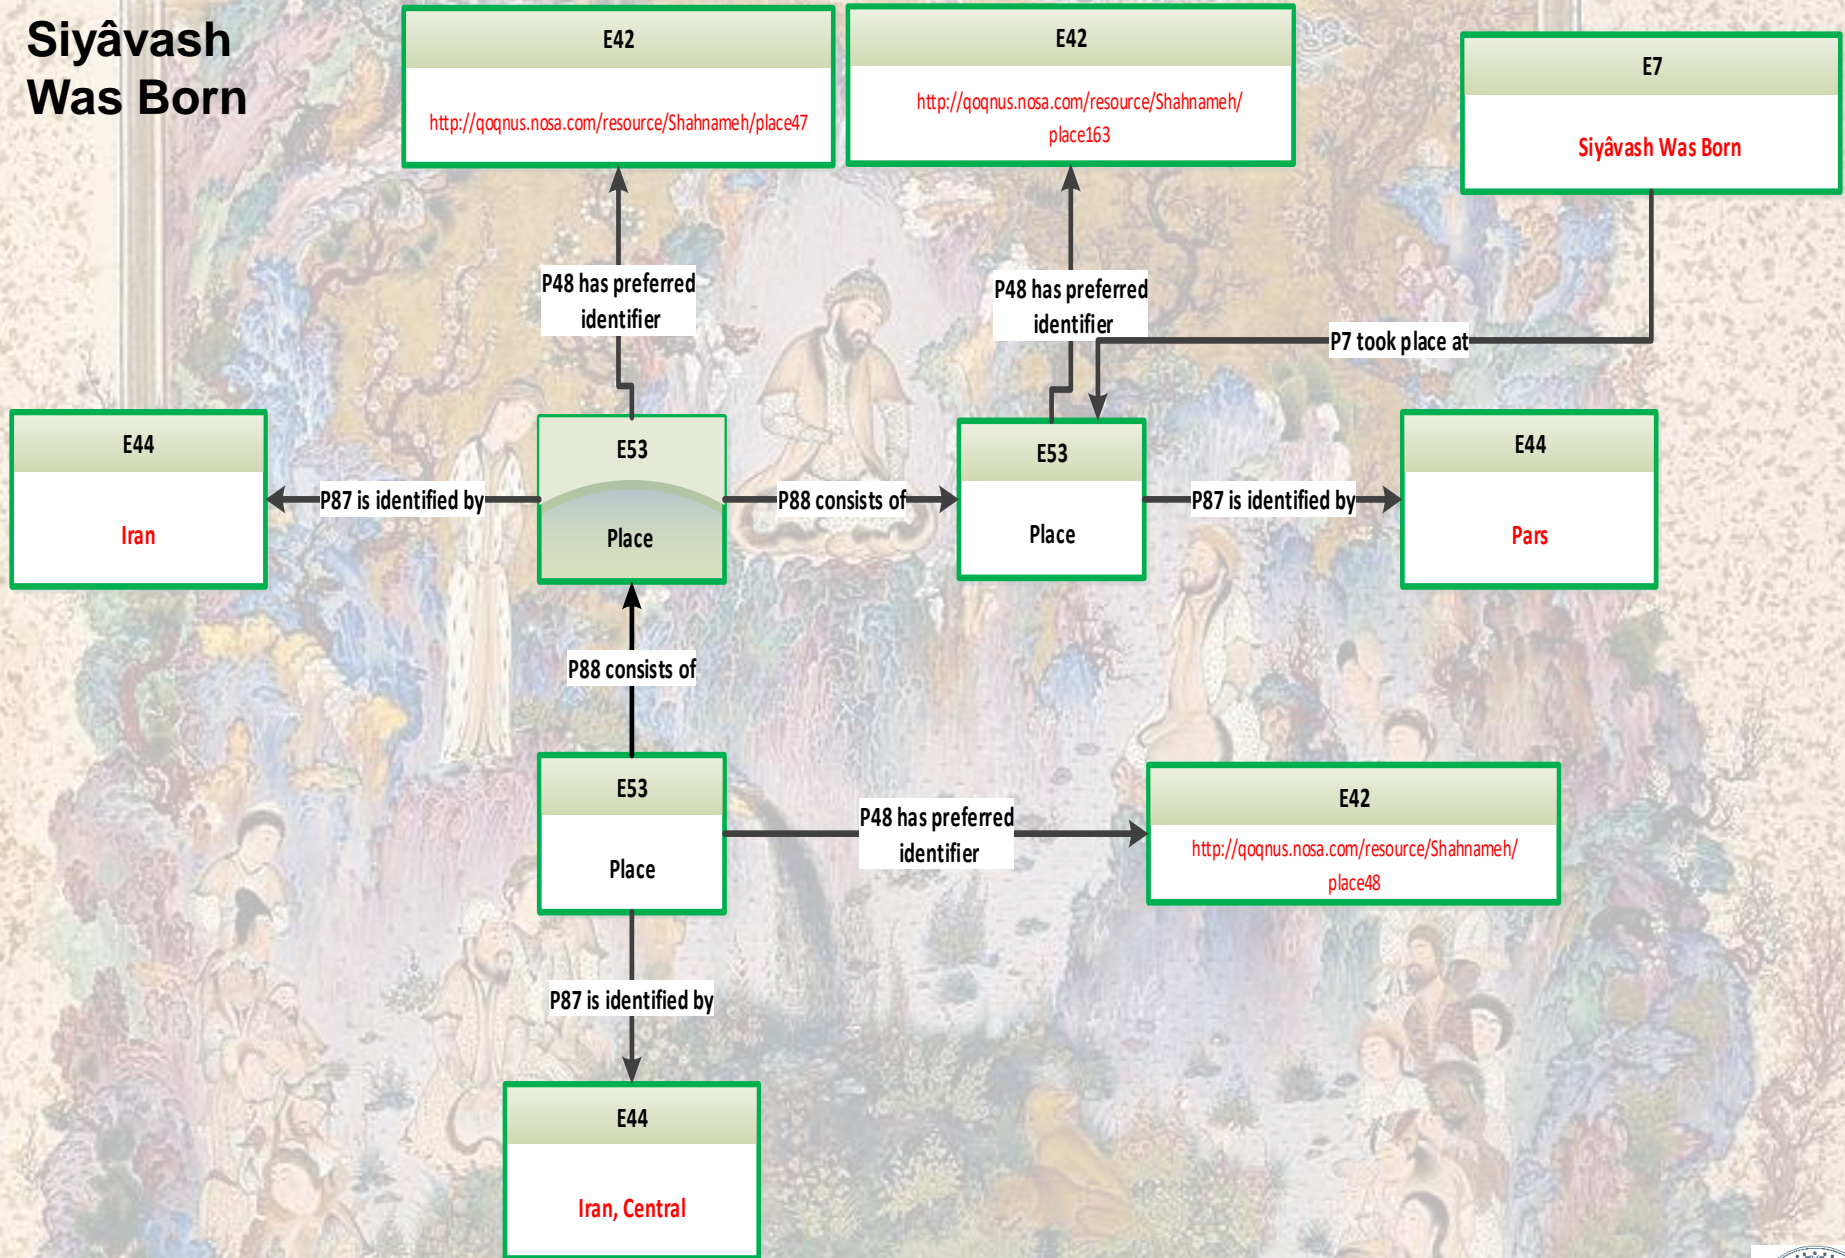 Siyâvash
Was Born
E42
http://qoqnus.nosa.com/resource/Shahnameh/place47
E42
http://qoqnus.nosa.com/resource/Shahnameh/
place163
E7
Siyâvash Was Born
P48 has preferred
identifier
P48 has preferred
identifier
P7 took place at
E44
Iran
P87 is identified by
E53
Place
P88 consists of
E53
Place
P87 is identified by
E44
Pars
P88 consists of
E53
Place
P48 has preferred
identifier
E42
http://qoqnus.nosa.com/resource/Shahnameh/
place48
P87 is identified by
E44
Iran, Central